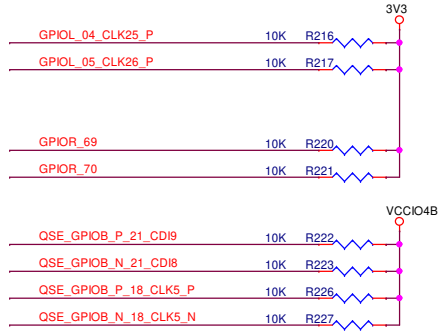 3V3
GPIOL_04_CLK25_P 10K R216
GPIOL_05_CLK26_P 10K R217
GPIOR_69 10K R220
GPIOR_70 10K R221
VCCIO4B
QSE_GPIOB_P_21_CDI9 10K R222
QSE_GPIOB_N_21_CDI8 10K R223
QSE_GPIOB_P_18_CLK5_P 10K R226
QSE_GPIOB_N_18_CLK5_N 10K R227